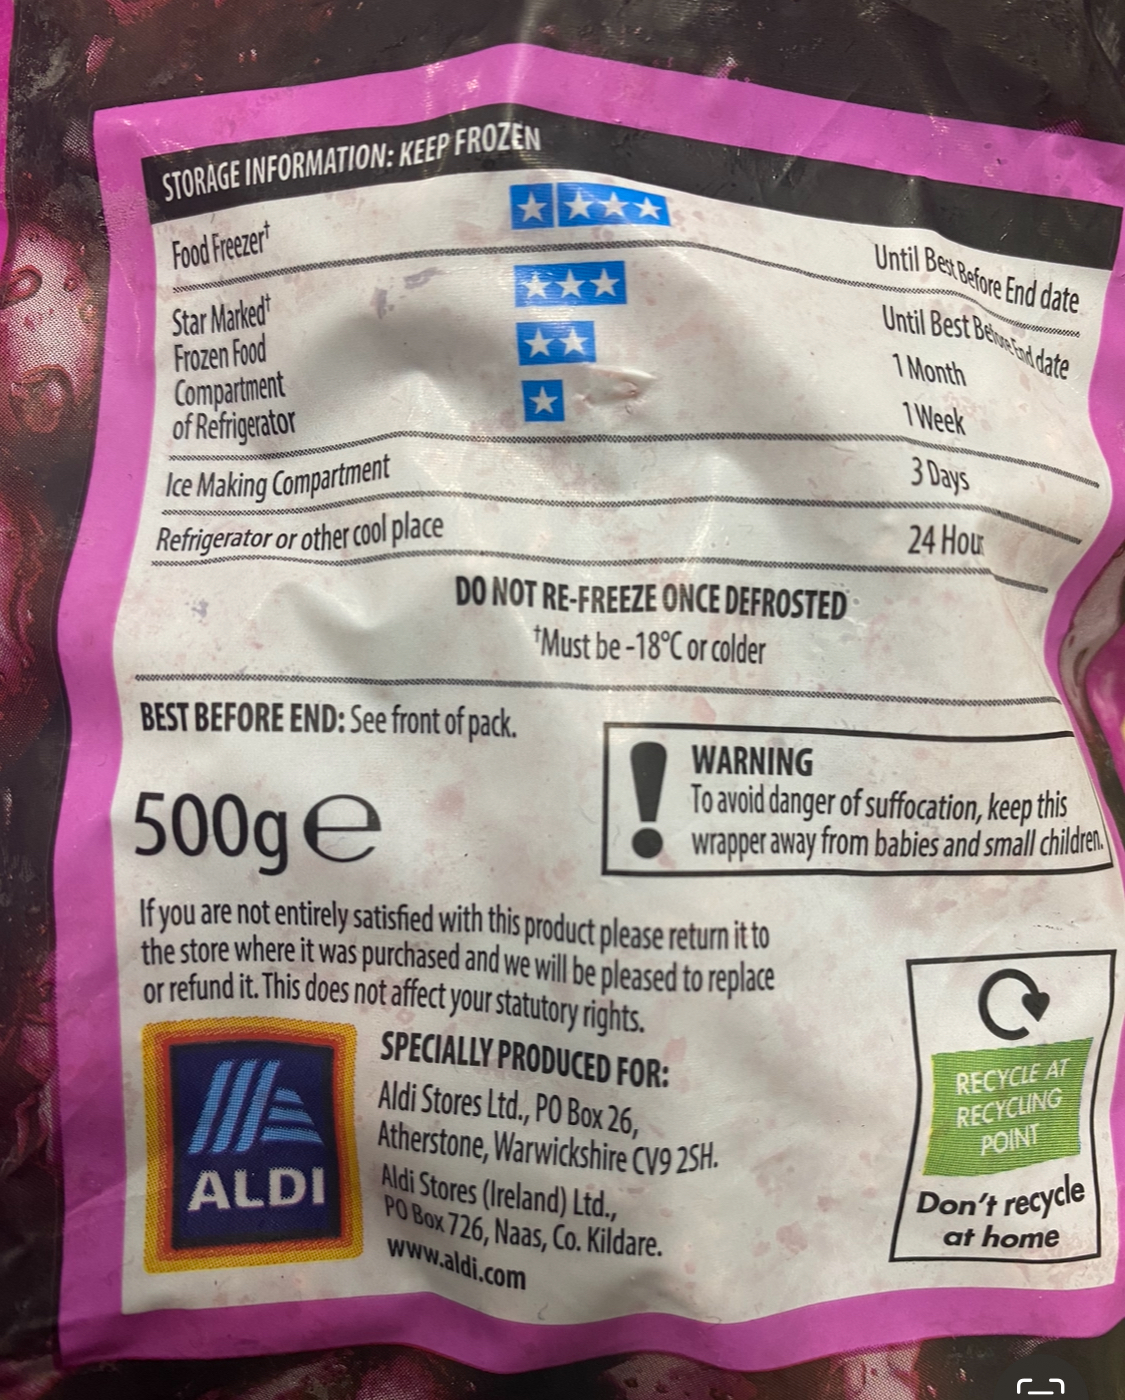 STORAGE INFORMATION: KEEP FROZEN
Food Freezer† Until Best Before End date
Star Marked† Until Best Before End date
Frozen Food 1 Month
Compartment 1 Week
of Refrigerator
Ice Making Compartment 3 Days
Refrigerator or other cool place 24 Hour
DO NOT RE-FREEZE ONCE DEFROSTED
†Must be -18°C or colder
BEST BEFORE END: See front of pack.
500g ℮
WARNING
To avoid danger of suffocation, keep this
wrapper away from babies and small children.
If you are not entirely satisfied with this product please return it to
the store where it was purchased and we will be pleased to replace
or refund it. This does not affect your statutory rights.
ALDI
SPECIALLY PRODUCED FOR:
Aldi Stores Ltd., PO Box 26,
Atherstone, Warwickshire CV9 2SH.
Aldi Stores (Ireland) Ltd.,
PO Box 726, Naas, Co. Kildare.
www.aldi.com
RECYCLE AT
RECYCLING
POINT
Don't recycle
at home